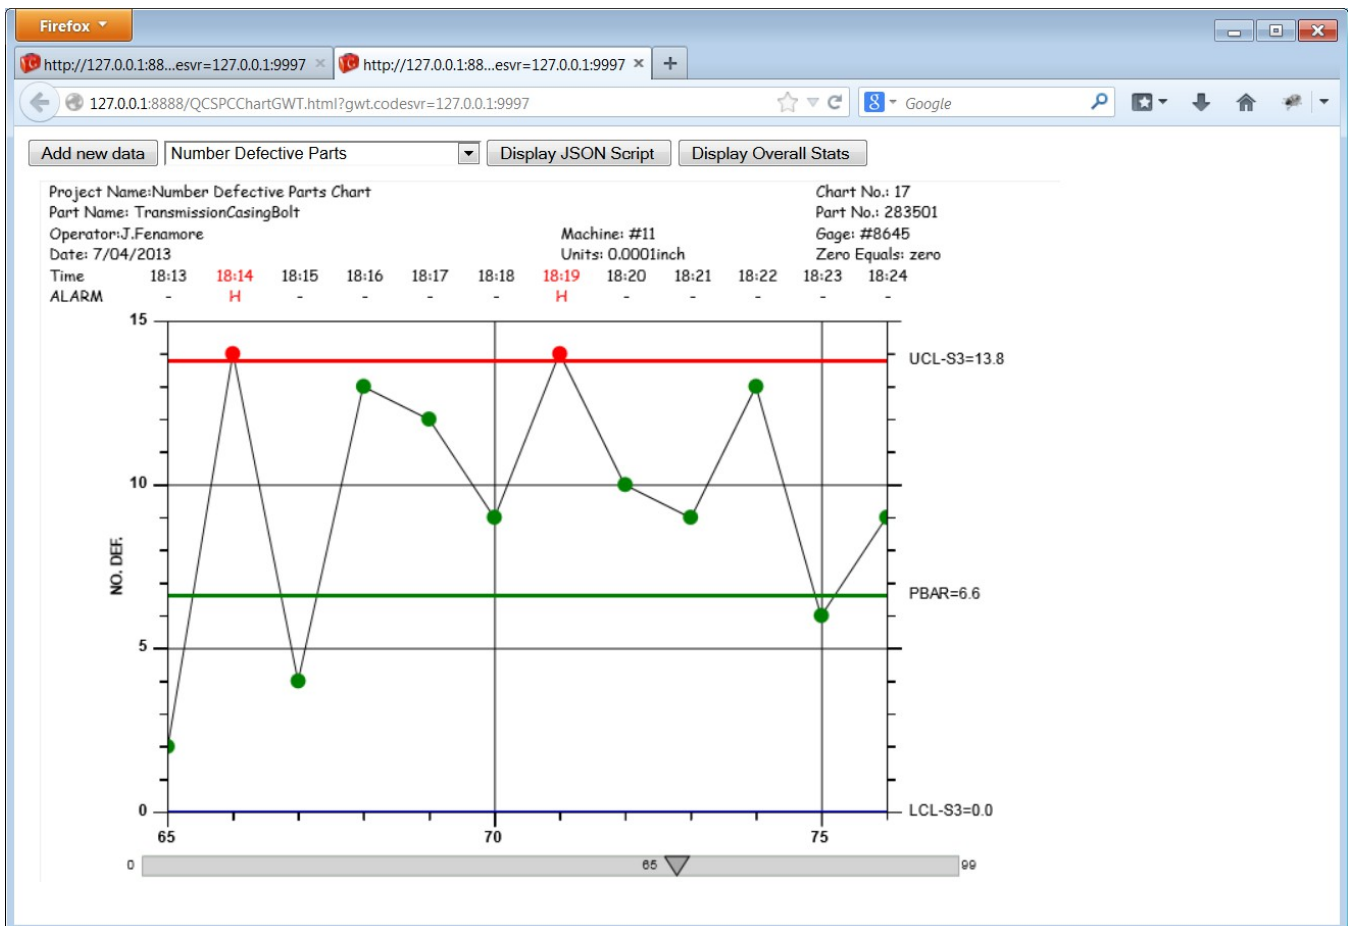 Firefox
http://127.0.0.1:88...esvr=127.0.0.1:9997 × http://127.0.0.1:88...esvr=127.0.0.1:9997 × +
127.0.0.1:8888/QCSPCChartGWT.html?gwt.codesvr=127.0.0.1:9997 8 Google
Add new data Number Defective Parts Display JSON Script Display Overall Stats
Project Name:Number Defective Parts Chart Chart No.: 17
Part Name: TransmissionCasingBolt Part No.: 283501
Operator:J.Fenamore Machine: #11 Gage: #8645
Date: 7/04/2013 Units: 0.0001inch Zero Equals: zero
Time 18:13 18:14 18:15 18:16 18:17 18:18 18:19 18:20 18:21 18:22 18:23 18:24
ALARM - H - - - - H - - - - -
15
UCL-S3=13.8
10
NO. DEF.
PBAR=6.6
5
0 LCL-S3=0.0
65 70 75
0 65 99